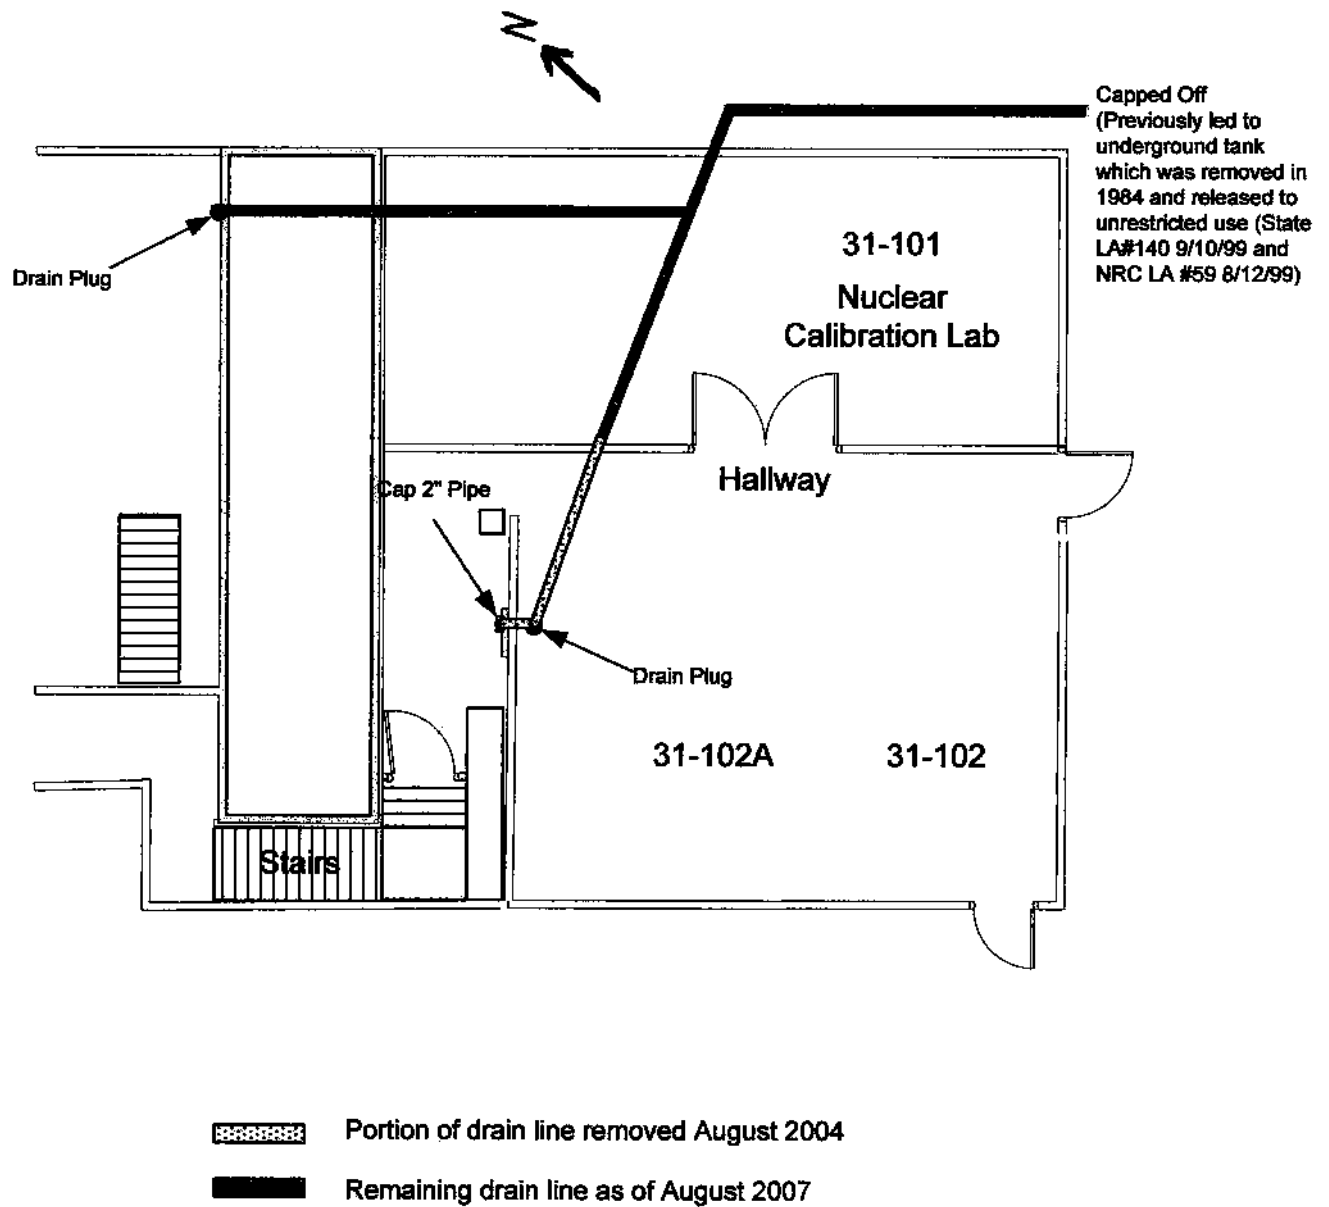 N
Capped Off
(Previously led to
underground tank
which was removed in
1984 and released to
unrestricted use (State
LA#140 9/10/99 and
NRC LA #59 8/12/99)
Drain Plug
31-101
Nuclear
Calibration Lab
Hallway
Cap 2" Pipe
Drain Plug
31-102A
31-102
Stairs
Portion of drain line removed August 2004
Remaining drain line as of August 2007